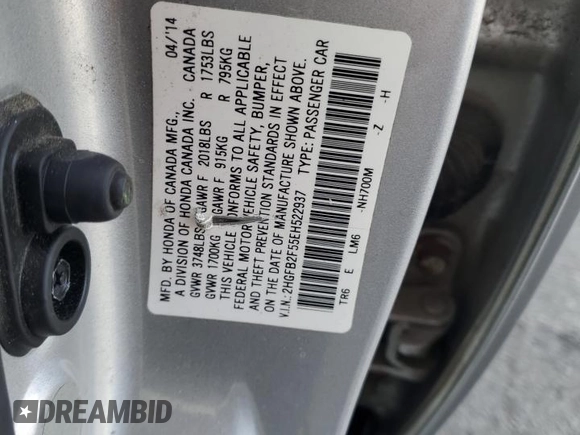 MFD. BY HONDA OF CANADA MFG., 04/'14
A DIVISION OF HONDA CANADA INC. CANADA
GVWR 3748LBS GAWR F 2018LBS R 1753LBS
GVWR 1700KG GAWR F 915KG R 795KG
THIS VEHICLE CONFORMS TO ALL APPLICABLE
FEDERAL MOTOR VEHICLE SAFETY, BUMPER,
AND THEFT PREVENTION STANDARDS IN EFFECT
ON THE DATE OF MANUFACTURE SHOWN ABOVE.
V.I.N.: 2HGFB2F55EH522937 TYPE: PASSENGER CAR
TR6 E LM6 -NH700M -Z -H
DREAMBID